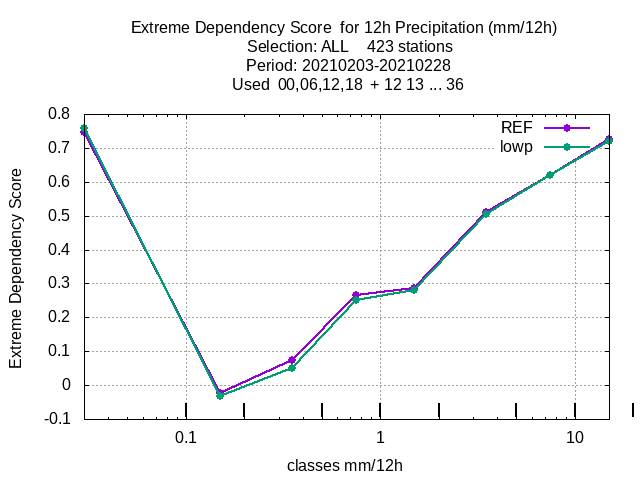 Extreme Dependency Score  for 12h Precipitation (mm/12h)
Selection: ALL    423 stations
Period: 20210203-20210228
Used  00,06,12,18  + 12 13 ... 36
REF
lowp
0.8
0.7
0.6
0.5
0.4
0.3
0.2
0.1
0
-0.1
Extreme Dependency Score
0.1
1
10
classes mm/12h